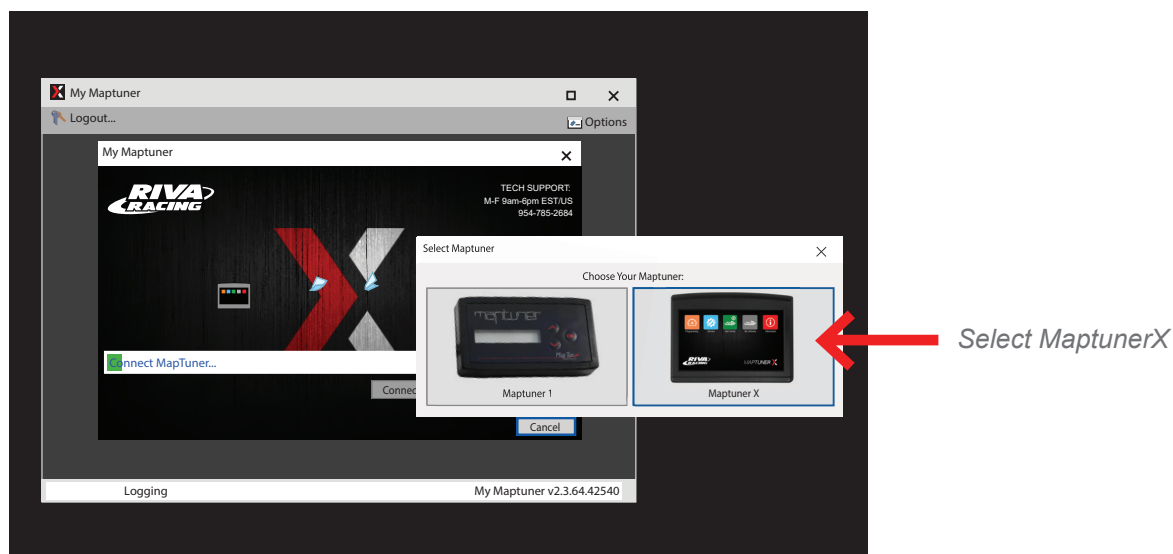 My Maptuner
Logout...
Options
My Maptuner
RIVA
RACING
TECH SUPPORT:
M-F 9am-6pm EST/US
954-785-2684
Select Maptuner
Choose Your Maptuner:
maptuner
RIVA
RACING
MAPTUNER X
Maptuner 1
Maptuner X
Select MaptunerX
Connect MapTuner...
Connec
Cancel
Logging
My Maptuner v2.3.64.42540